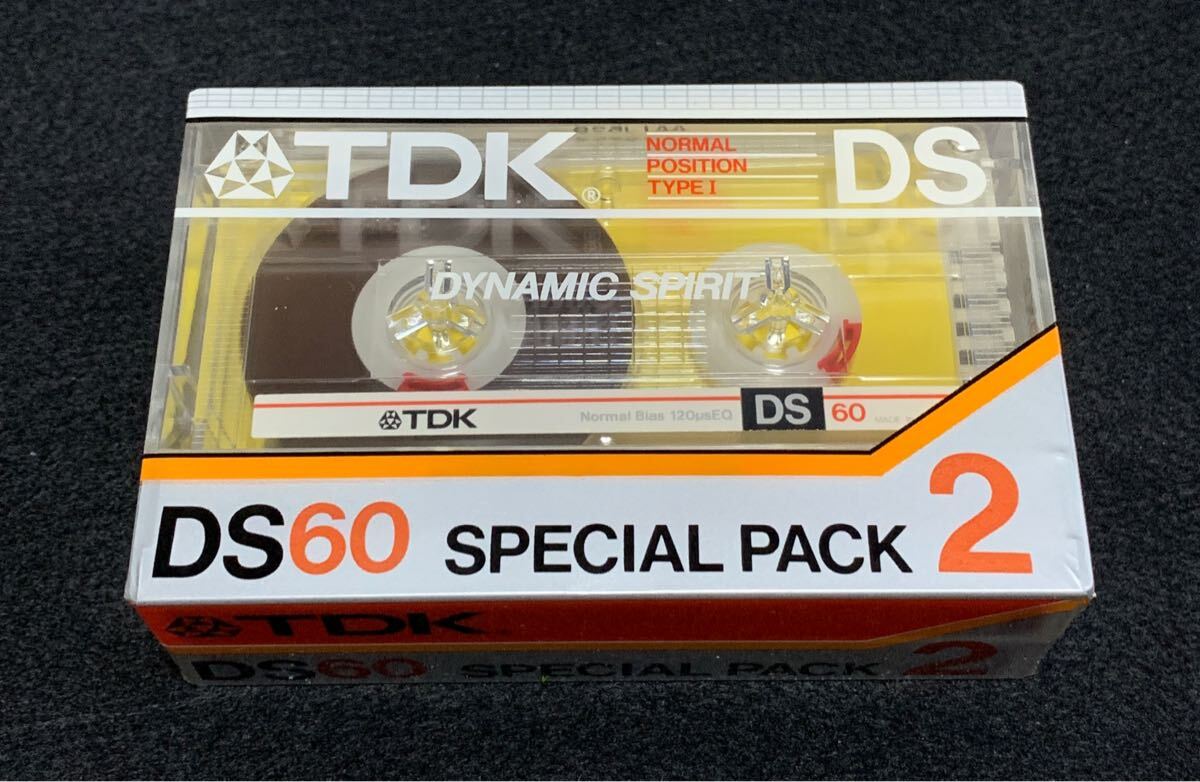 TDK®
NORMAL
POSITION
TYPE I
DS
DYNAMIC SPIRIT
TDK
Normal Bias 120μsEQ
DS 60
MADE
DS60 SPECIAL PACK 2
TDK
DS60 SPECIAL PACK 2